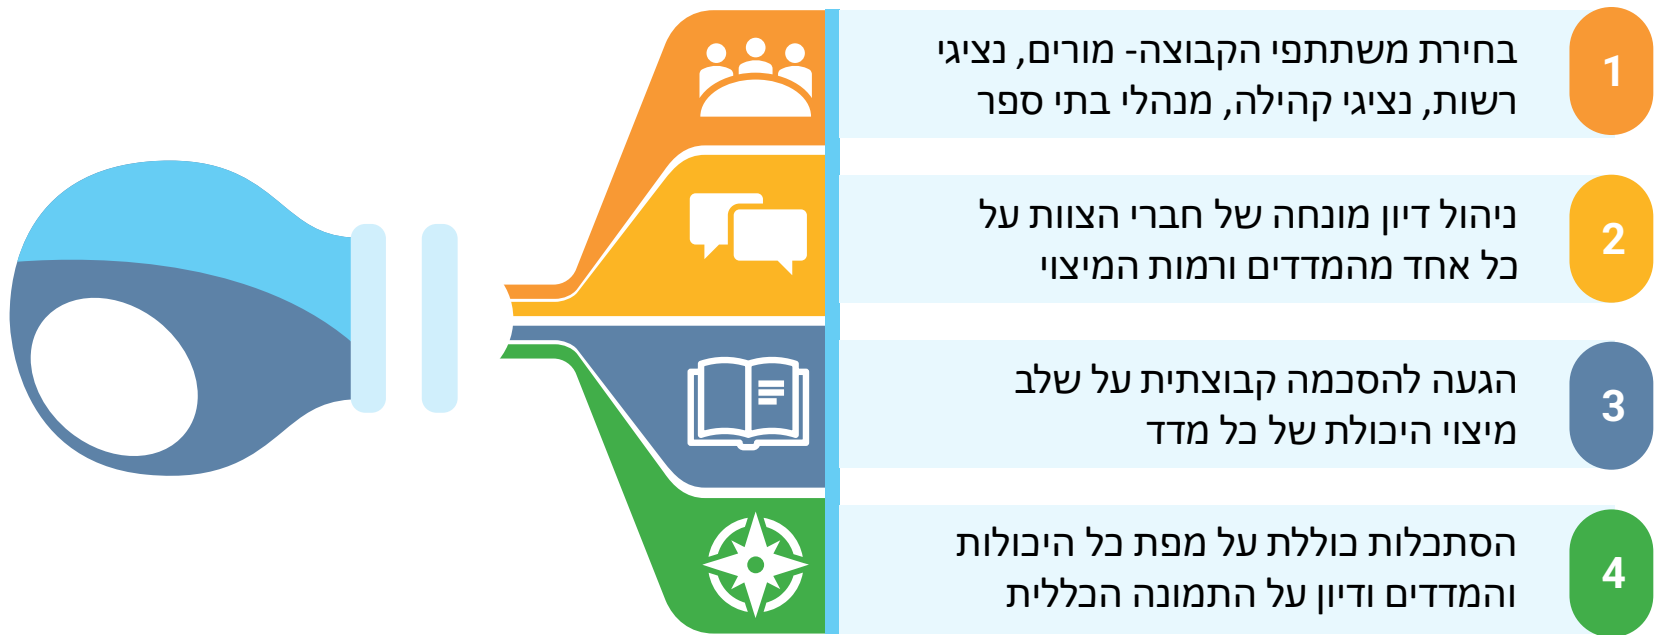 1
בחירת משתתפי הקבוצה- מורים, נציגי
רשות, נציגי קהילה, מנהלי בתי ספר
2
ניהול דיון מונחה של חברי הצוות על
כל אחד מהמדדים ורמות המיצוי
3
הגעה להסכמה קבוצתית על שלב
מיצוי היכולת של כל מדד
4
הסתכלות כוללת על מפת כל היכולות
והמדדים ודיון על התמונה הכללית